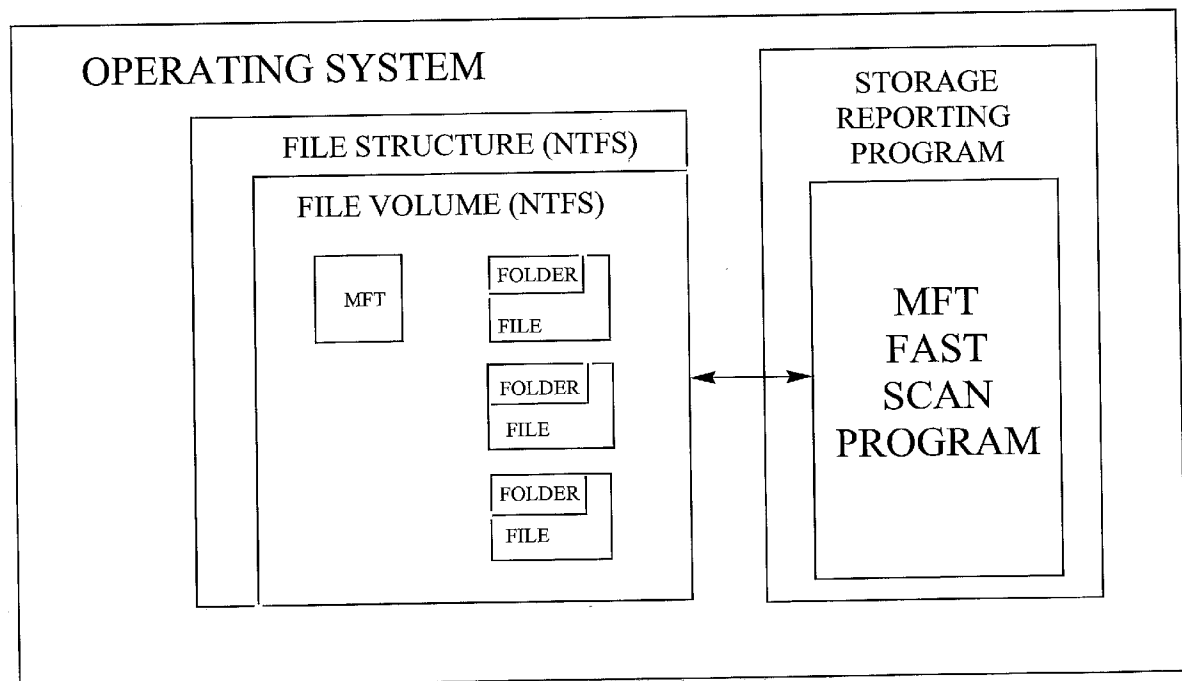 OPERATING SYSTEM
FILE STRUCTURE (NTFS)
FILE VOLUME (NTFS)
MFT
FOLDER
FILE
FOLDER
FILE
FOLDER
FILE
STORAGE
REPORTING
PROGRAM
MFT
FAST
SCAN
PROGRAM